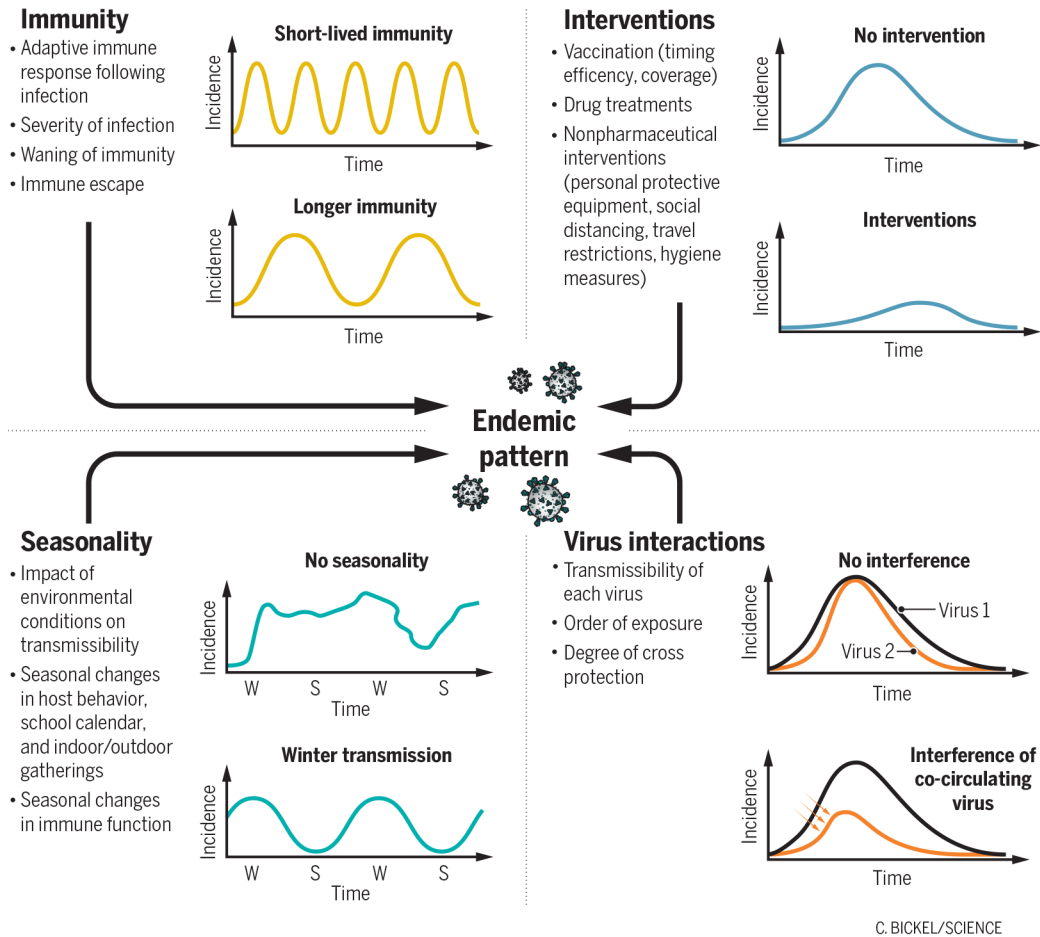 Immunity
• Adaptive immune
response following
infection
• Severity of infection
• Waning of immunity
• Immune escape
Short-lived immunity
Incidence
Time
Longer immunity
Incidence
Time
Interventions
• Vaccination (timing
efficency, coverage)
• Drug treatments
• Nonpharmaceutical
interventions
(personal protective
equipment, social
distancing, travel
restrictions, hygiene
measures)
No intervention
Incidence
Time
Interventions
Incidence
Time
Endemic
pattern
Seasonality
• Impact of
environmental
conditions on
transmissibility
• Seasonal changes
in host behavior,
school calendar,
and indoor/outdoor
gatherings
• Seasonal changes
in immune function
No seasonality
Incidence
W S W S
Time
Winter transmission
Incidence
W S W S
Time
Virus interactions
• Transmissibility of
each virus
• Order of exposure
• Degree of cross
protection
No interference
Incidence
Virus 1
Virus 2
Time
Interference of
co-circulating
virus
Incidence
Time
C. BICKEL/SCIENCE